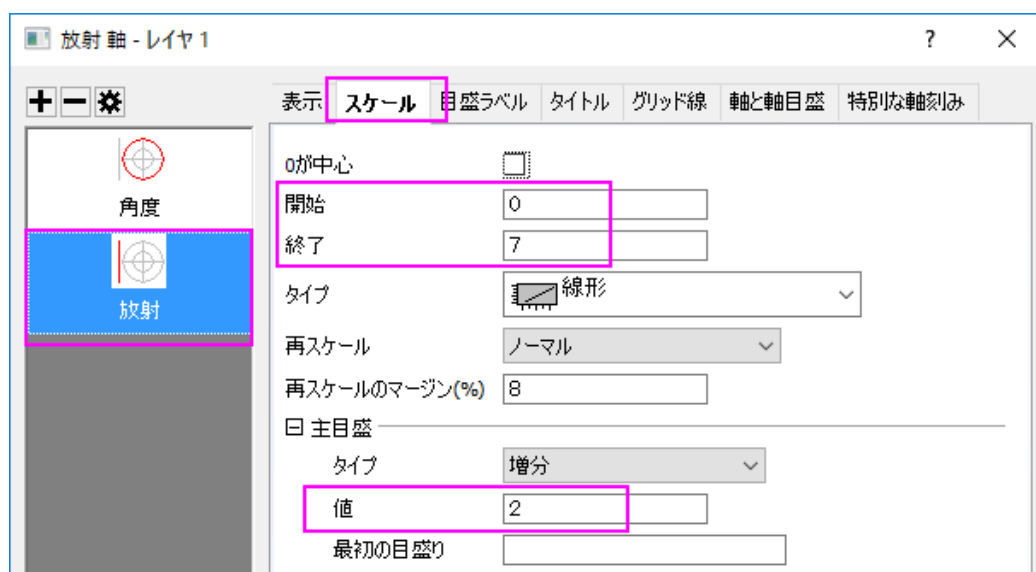 放射 軸 - レイヤ 1 ? ×
表示 スケール 目盛ラベル タイトル グリッド線 軸と軸目盛 特別な軸刻み
角度
放射
0が中心
開始 0
終了 7
タイプ 線形
再スケール ノーマル
再スケールのマージン(%) 8
主目盛
タイプ 増分
値 2
最初の目盛り